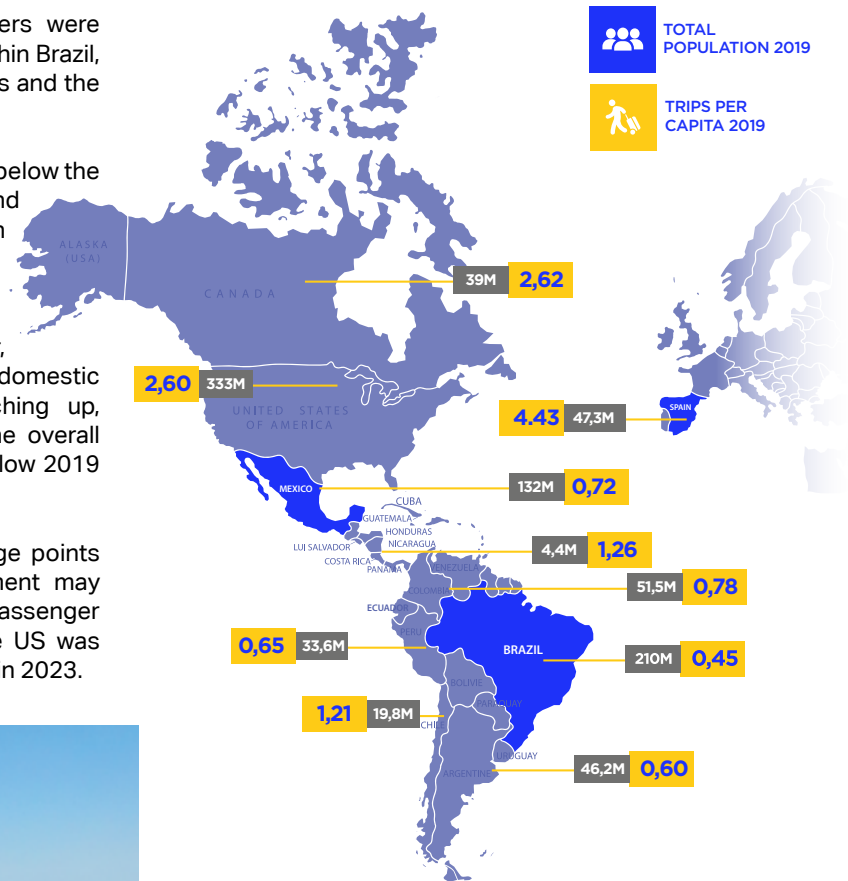 ers were
hin Brazil,
s and the
below the
nd
domestic
ching up,
e overall
low 2019
ge points
ment may
assenger
e US was
in 2023.
TOTAL
POPULATION 2019
TRIPS PER
CAPITA 2019
ALASKA
(USA)
CANADA
39M 2,62
2,60 333M
UNITED STATES
OF AMERICA
4.43 47,3M
SPAIN
MEXICO
132M 0,72
CUBA
GUATEMALA
HONDURAS
NICARAGUA
LUI SALVADOR
COSTA RICA
PANAMA
4,4M 1,26
VENEZUELA
COLOMBIA
51,5M 0,78
ECUADOR
PERU
0,65 33,6M
BRAZIL
210M 0,45
BOLIVIE
PARAGUAY
1,21 19,8M
CHILE
URUGUAY
ARGENTINE
46,2M 0,60